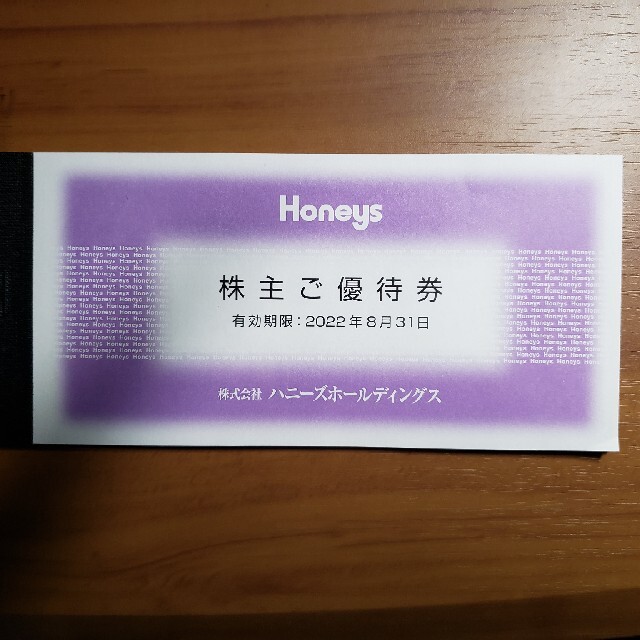 Honeys
株主ご優待券
有効期限:2022年8月31日
株式会社 ハニーズホールディングス